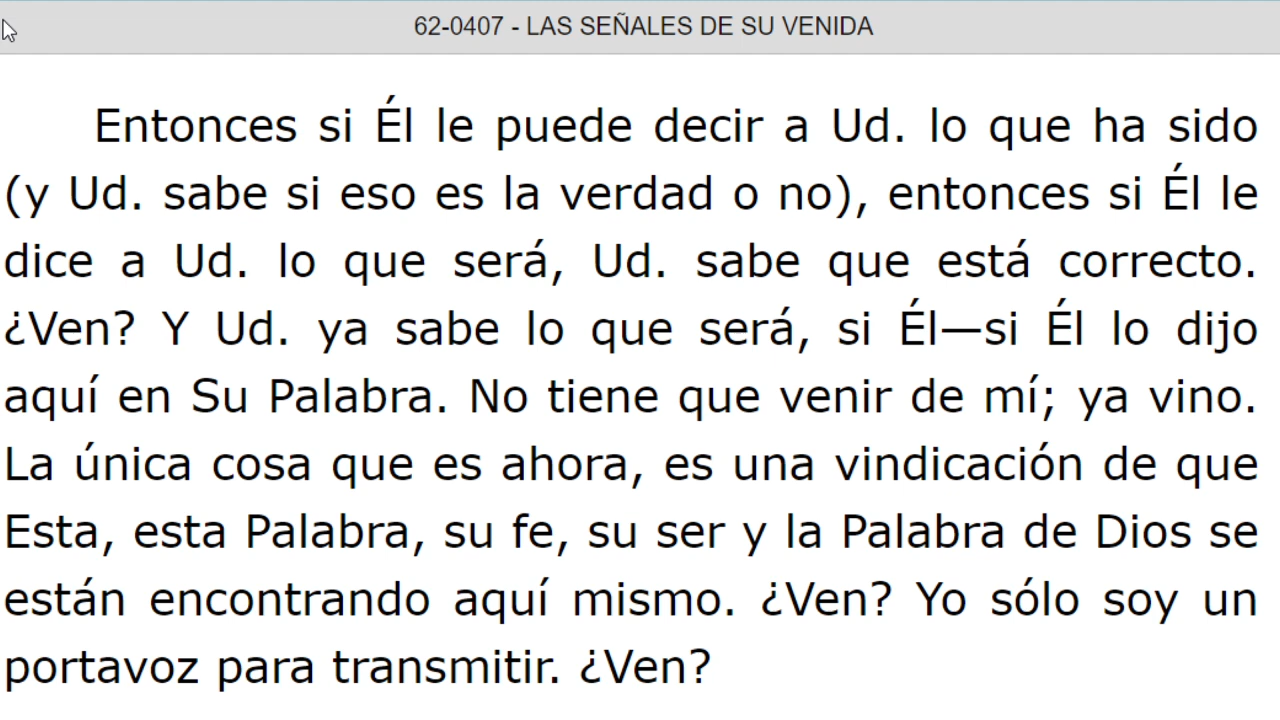 62-0407 - LAS SEÑALES DE SU VENIDA
Entonces si Él le puede decir a Ud. lo que ha sido
(y Ud. sabe si eso es la verdad o no), entonces si Él le
dice a Ud. lo que será, Ud. sabe que está correcto.
¿Ven? Y Ud. ya sabe lo que será, si Él—si Él lo dijo
aquí en Su Palabra. No tiene que venir de mí; ya vino.
La única cosa que es ahora, es una vindicación de que
Esta, esta Palabra, su fe, su ser y la Palabra de Dios se
están encontrando aquí mismo. ¿Ven? Yo sólo soy un
portavoz para transmitir. ¿Ven?